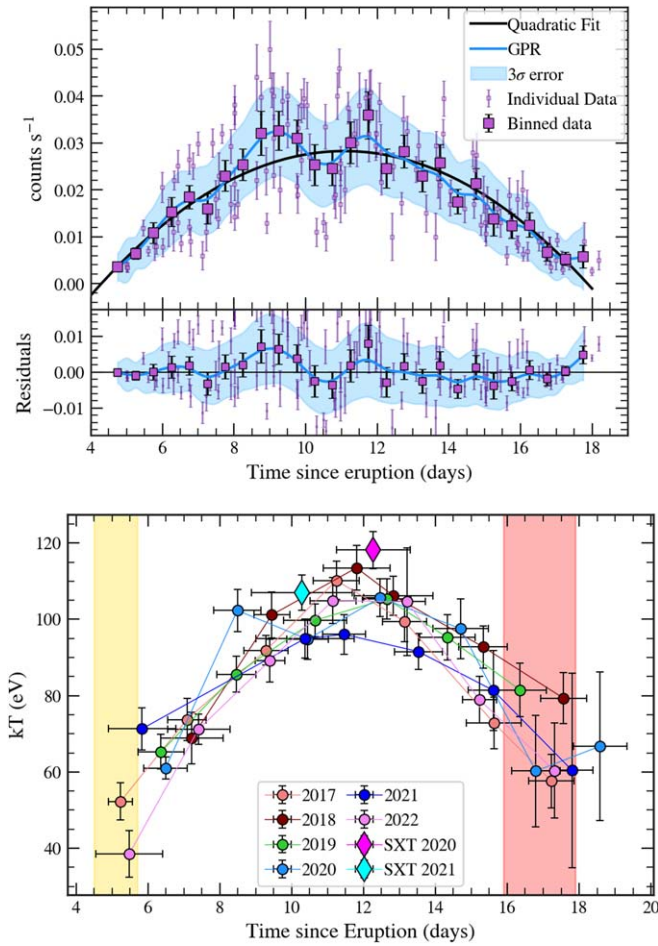 Quadratic Fit
GPR
3σ error
Individual Data
Binned data
counts s⁻¹
0.05
0.04
0.03
0.02
0.01
0.00
Residuals
0.01
0.00
−0.01
4 6 8 10 12 14 16 18
Time since eruption (days)
kT (eV)
120
100
80
60
40
2017 2021
2018 2022
2019 SXT 2020
2020 SXT 2021
4 6 8 10 12 14 16 18 20
Time since Eruption (days)